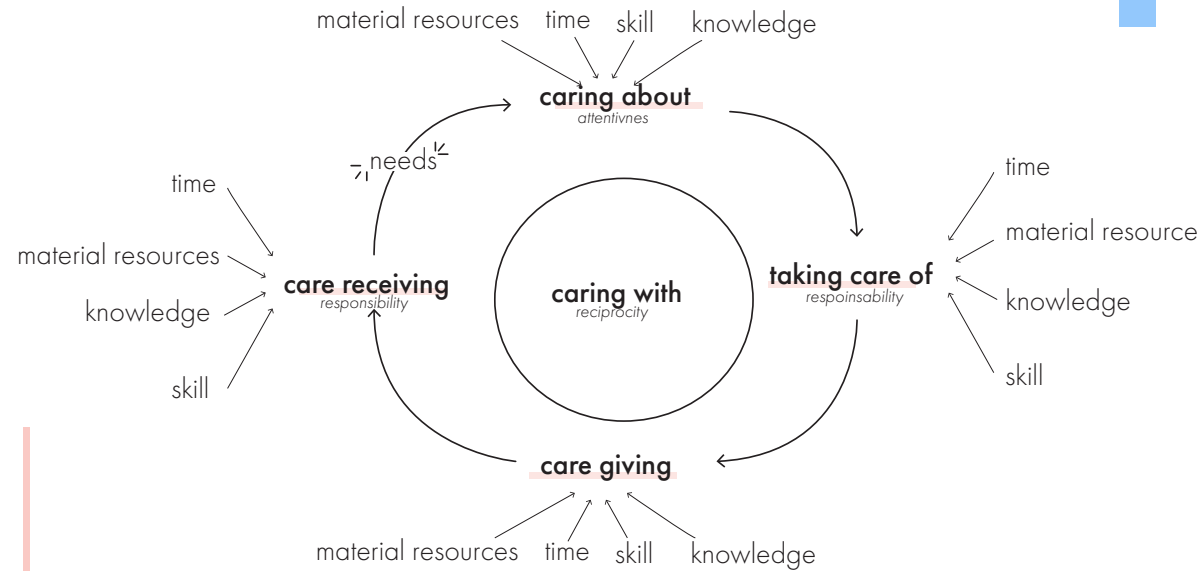 material resources time skill knowledge
caring about
attentivnes
needs
time
material resources
knowledge
skill
care receiving
responsibility
caring with
reciprocity
taking care of
respoinsability
time
material resource
knowledge
skill
care giving
material resources time skill knowledge